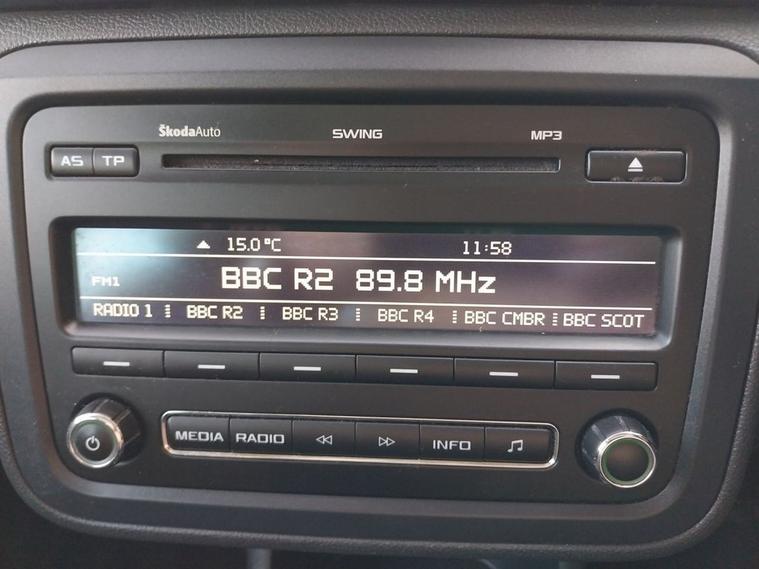 ŠkodaAuto SWING MP3
AS TP
15.0 °C 11:58
FM1 BBC R2 89.8 MHz
RADIO 1 BBC R2 BBC R3 BBC R4 BBC CMBR BBC SCOT
MEDIA RADIO INFO